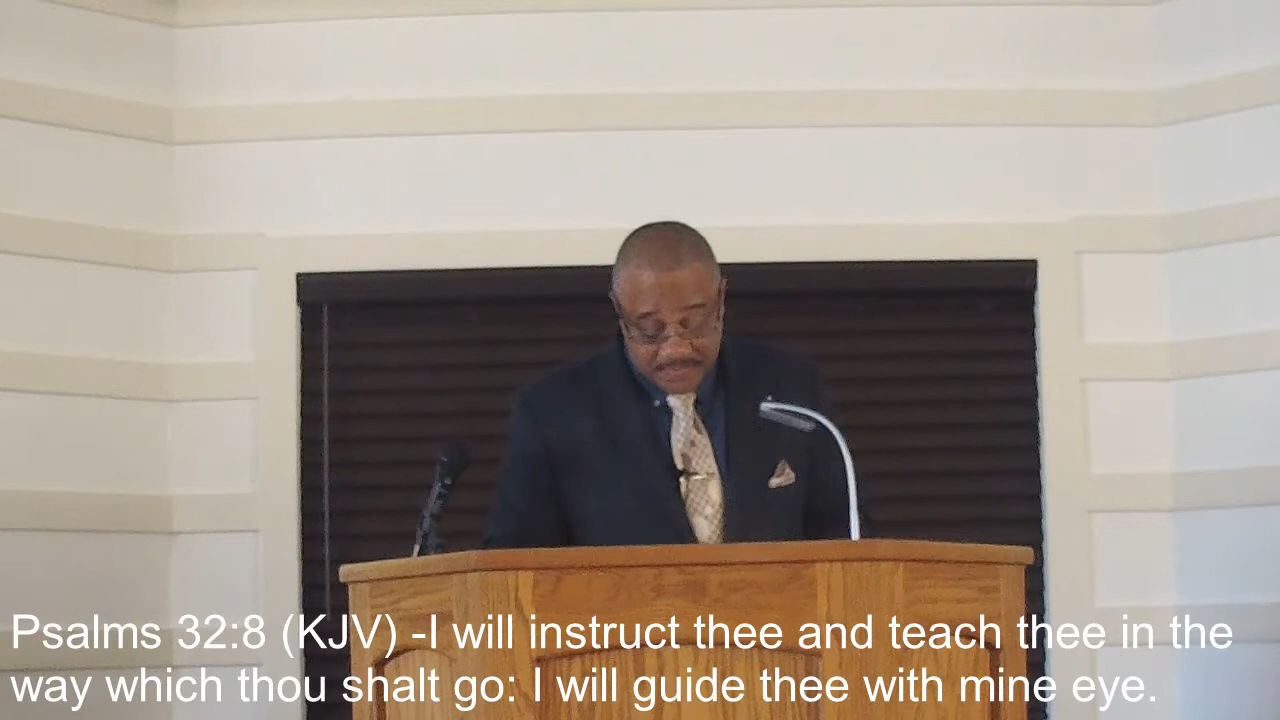 Psalms 32:8 (KJV) -I will instruct thee and teach thee in the
way which thou shalt go: I will guide thee with mine eye.